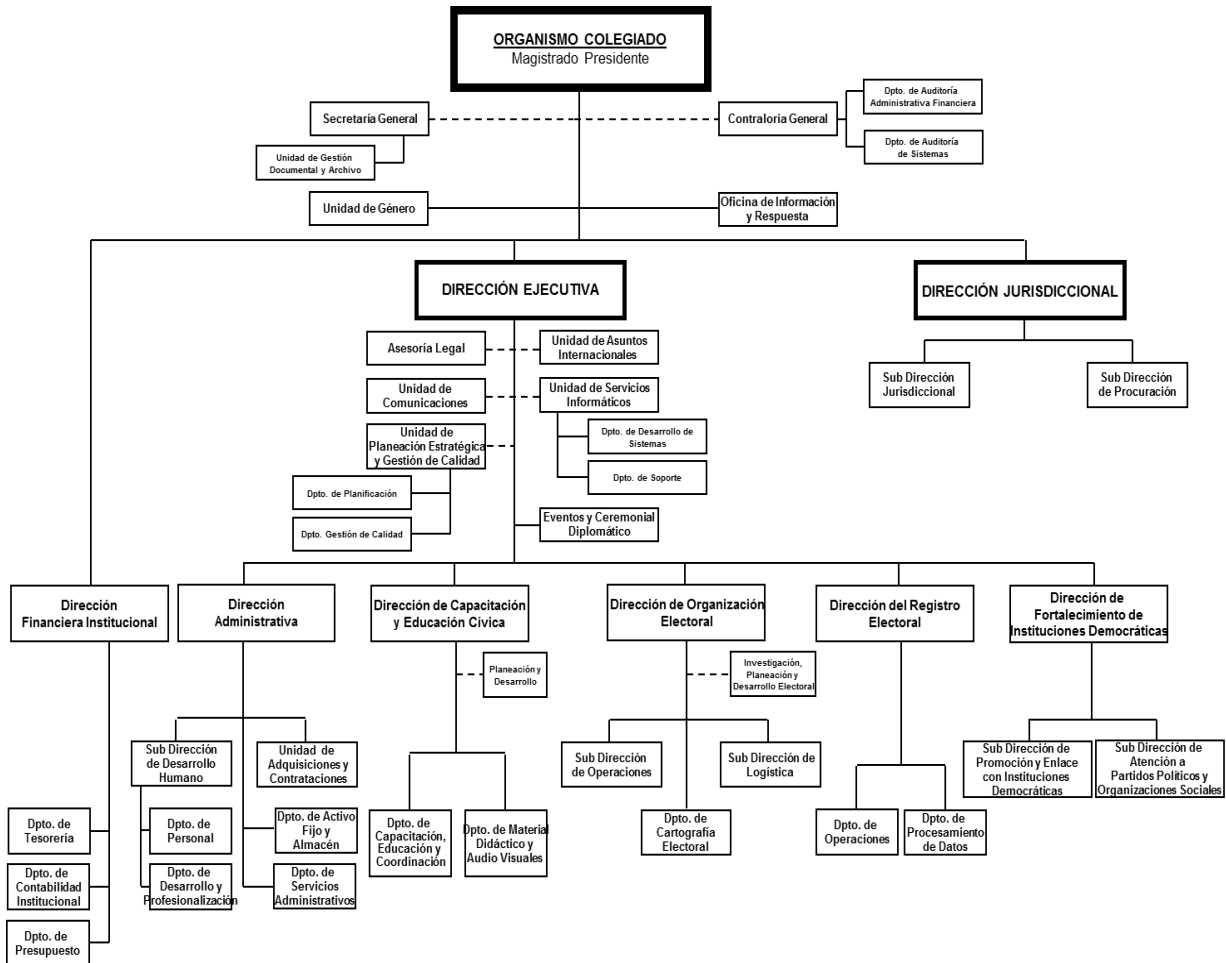 ORGANISMO COLEGIADO
Magistrado Presidente
Secretaría General
Contraloría General
Dpto. de Auditoría
Administrativa Financiera
Dpto. de Auditoría
de Sistemas
Unidad de Gestión
Documental y Archivo
Unidad de Género
Oficina de Información
y Respuesta
DIRECCIÓN EJECUTIVA
DIRECCIÓN JURISDICCIONAL
Asesoría Legal
Unidad de Asuntos
Internacionales
Unidad de
Comunicaciones
Unidad de Servicios
Informáticos
Sub Dirección
Jurisdiccional
Sub Dirección
de Procuración
Unidad de
Planeación Estratégica
y Gestión de Calidad
Dpto. de Desarrollo de
Sistemas
Dpto. de Soporte
Dpto. de Planificación
Dpto. Gestión de Calidad
Eventos y Ceremonial
Diplomático
Dirección
Financiera Institucional
Dirección
Administrativa
Dirección de Capacitación
y Educación Cívica
Dirección de Organización
Electoral
Dirección del Registro
Electoral
Dirección de
Fortalecimiento de
Instituciones Democráticas
Planeación y
Desarrollo
Investigación,
Planeación y
Desarrollo Electoral
Sub Dirección
de Desarrollo
Humano
Unidad de
Adquisiciones y
Contrataciones
Sub Dirección
de Operaciones
Sub Dirección de
Logística
Sub Dirección de
Promoción y Enlace
con Instituciones
Democráticas
Sub Dirección de
Atención a
Partidos Políticos y
Organizaciones Sociales
Dpto. de
Tesorería
Dpto. de
Personal
Dpto. de Activo
Fijo y
Almacén
Dpto. de
Capacitación,
Educación y
Coordinación
Dpto. de Material
Didáctico y
Audio Visuales
Dpto. de
Cartografía
Electoral
Dpto. de
Operaciones
Dpto. de
Procesamiento
de Datos
Dpto. de
Contabilidad
Institucional
Dpto. de
Desarrollo y
Profesionalización
Dpto. de
Servicios
Administrativos
Dpto. de
Presupuesto